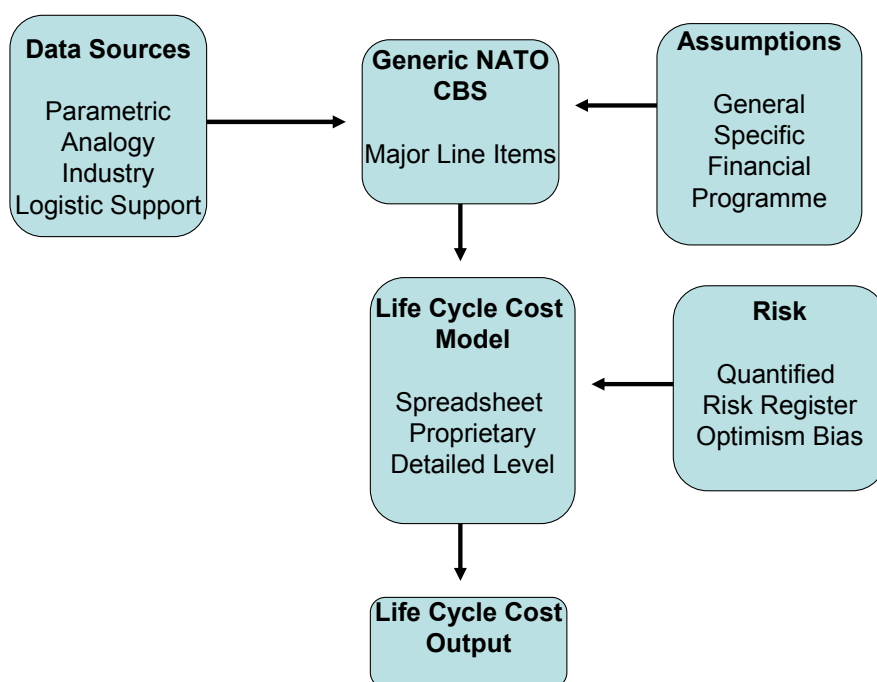 Data Sources
Parametric
Analogy
Industry
Logistic Support
Generic NATO
CBS
Major Line Items
Assumptions
General
Specific
Financial
Programme
Life Cycle Cost
Model
Spreadsheet
Proprietary
Detailed Level
Risk
Quantified
Risk Register
Optimism Bias
Life Cycle Cost
Output